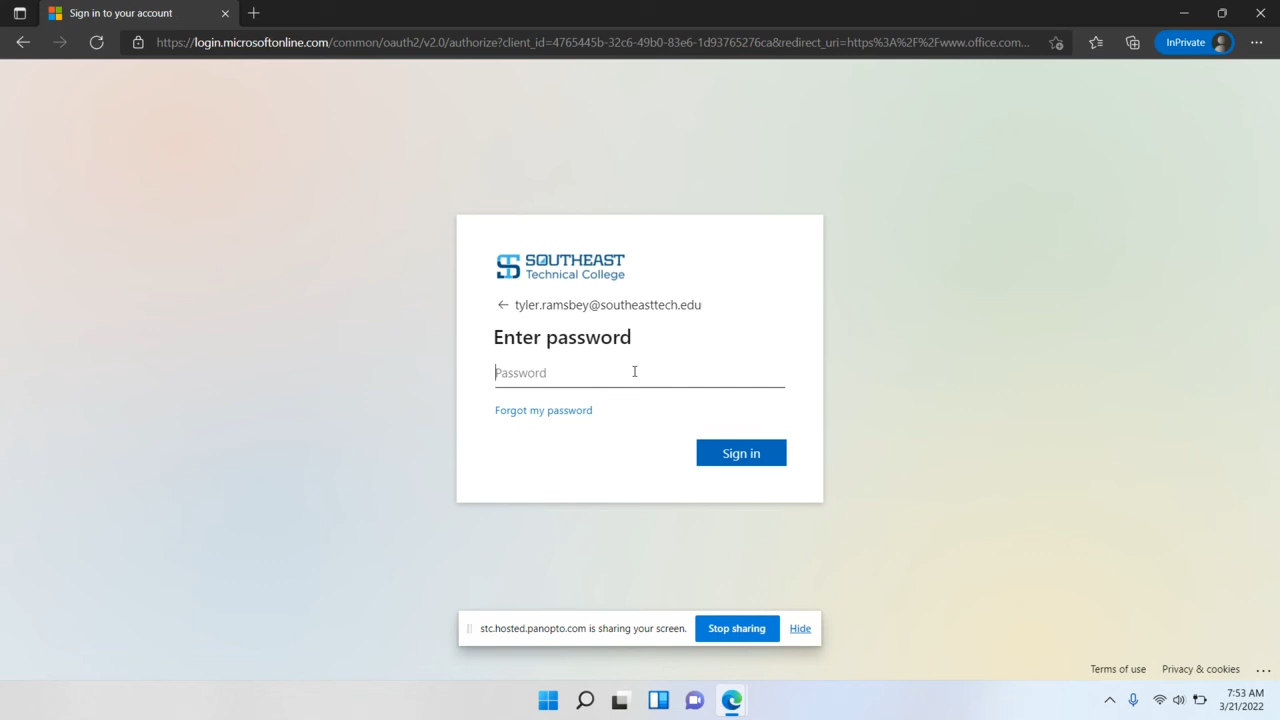 Sign in to your account
https://login.microsoftonline.com/common/oauth2/v2.0/authorize?client_id=4765445b-32c6-49b0-83e6-1d93765276ca&redirect_uri=https%3A%2F%2Fwww.office.com...
InPrivate
SOUTHEAST
Technical College
tyler.ramsbey@southeasttech.edu
Enter password
Password
Forgot my password
Sign in
stc.hosted.panopto.com is sharing your screen.
Stop sharing
Hide
Terms of use
Privacy & cookies
...
7:53 AM
3/21/2022